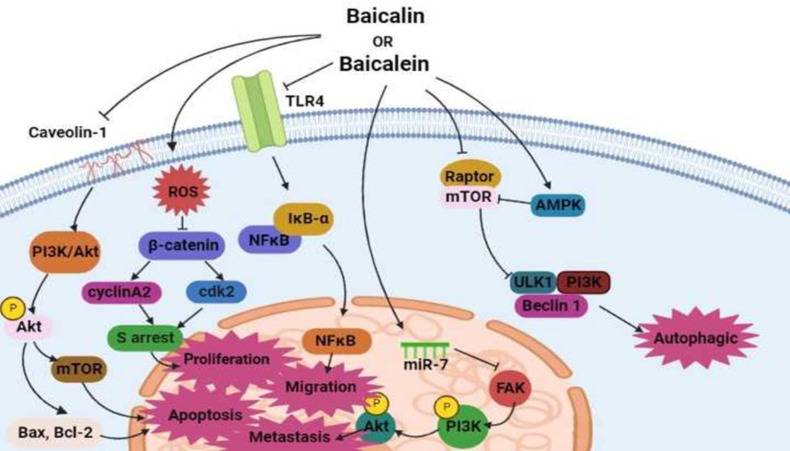 Baicalin
OR
Baicalein
TLR4
Caveolin-1
ROS
Raptor
mTOR
AMPK
IκB-α
NFκB
β-catenin
PI3K/Akt
cyclinA2
cdk2
ULK1
PI3K
Beclin 1
P
Akt
S arrest
NFκB
Autophagic
Proliferation
miR-7
mTOR
Migration
FAK
P
P
Apoptosis
Akt
PI3K
Bax, Bcl-2
Metastasis